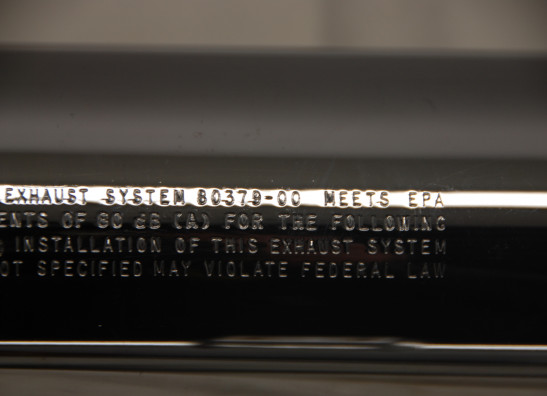 EXHAUST SYSTEM 80379-00 MEETS EPA
ENTS OF 80 dB (A) FOR THE FOLLOWING
INSTALLATION OF THIS EXHAUST SYSTEM
OT SPECIFIED MAY VIOLATE FEDERAL LAW